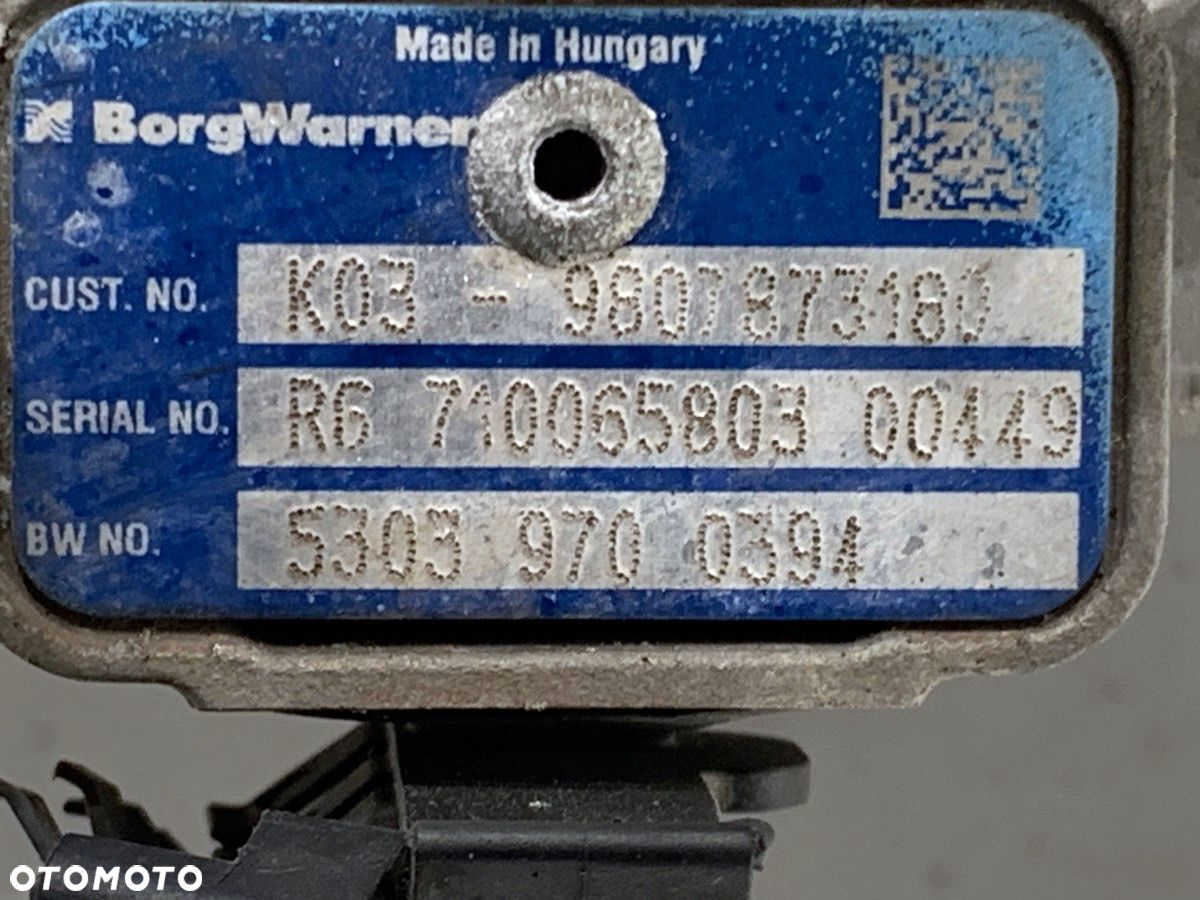 Made in Hungary
BorgWarner
CUST. NO. K03 - 9807873180
SERIAL NO. R6 710065803 00449
BW NO. 5303 970 0394
OTOMOTO